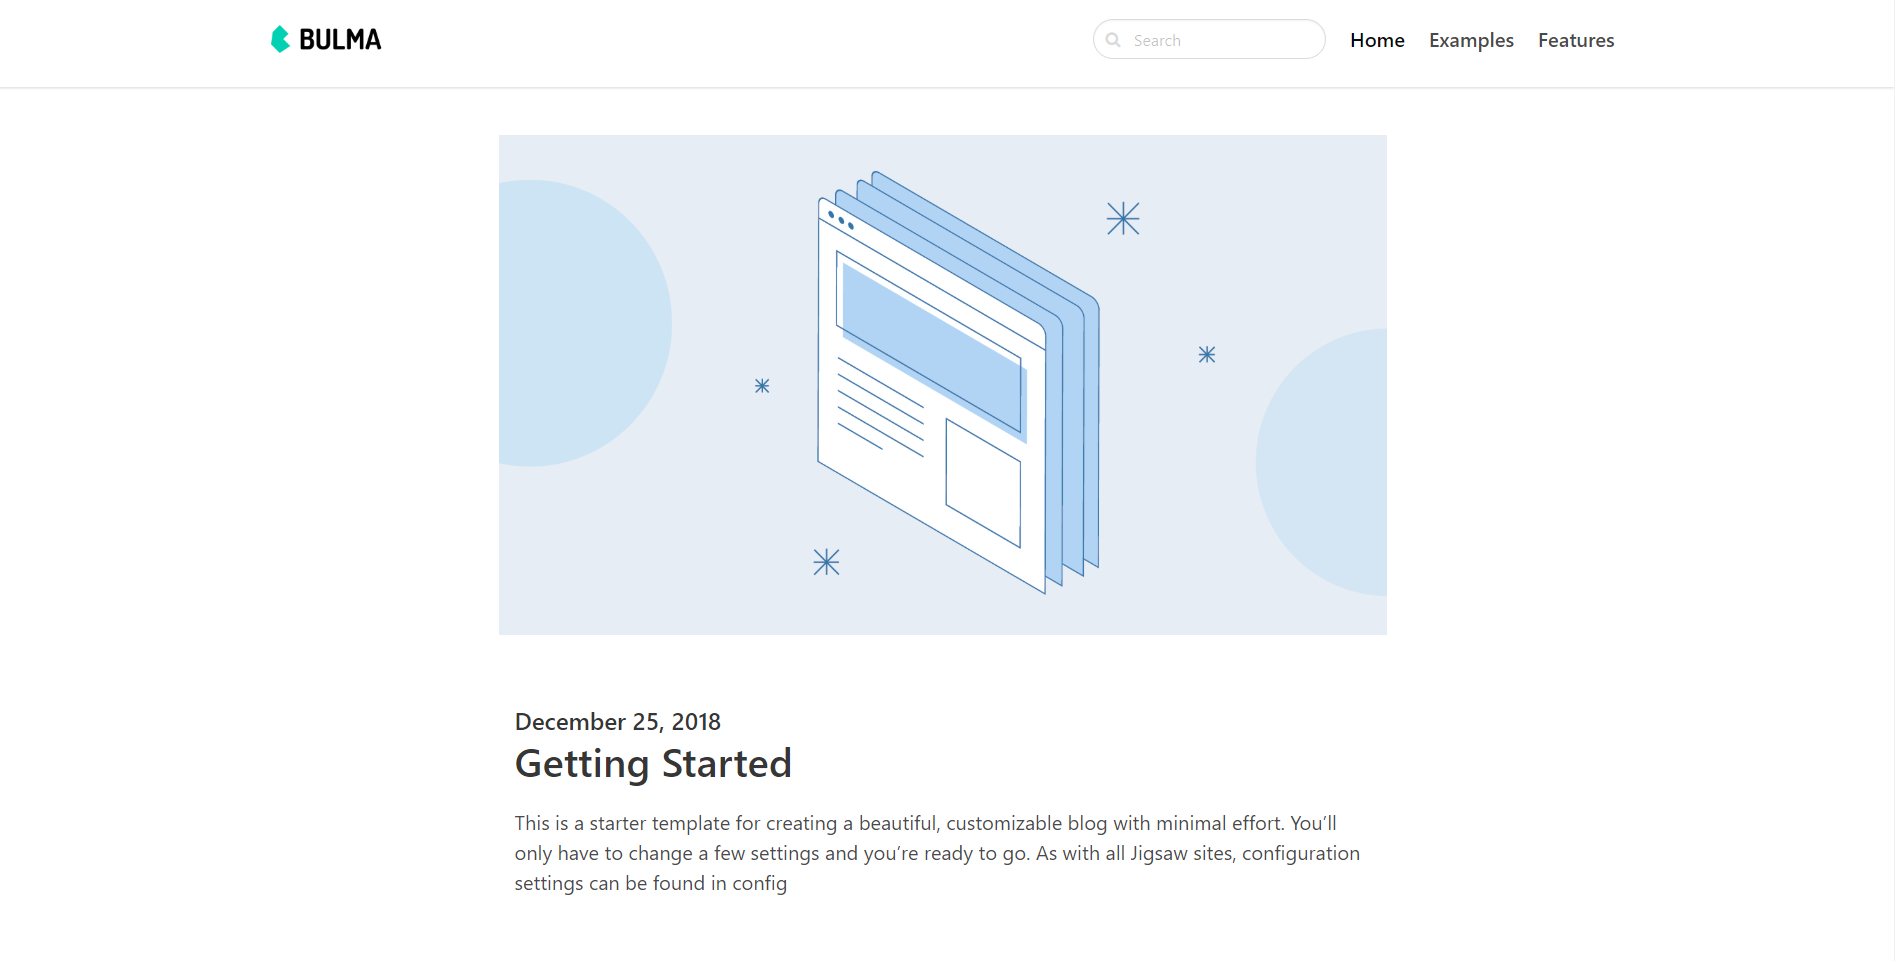 BULMA
Search
Home
Examples
Features
December 25, 2018
Getting Started
This is a starter template for creating a beautiful, customizable blog with minimal effort. You’ll
only have to change a few settings and you’re ready to go. As with all Jigsaw sites, configuration
settings can be found in config